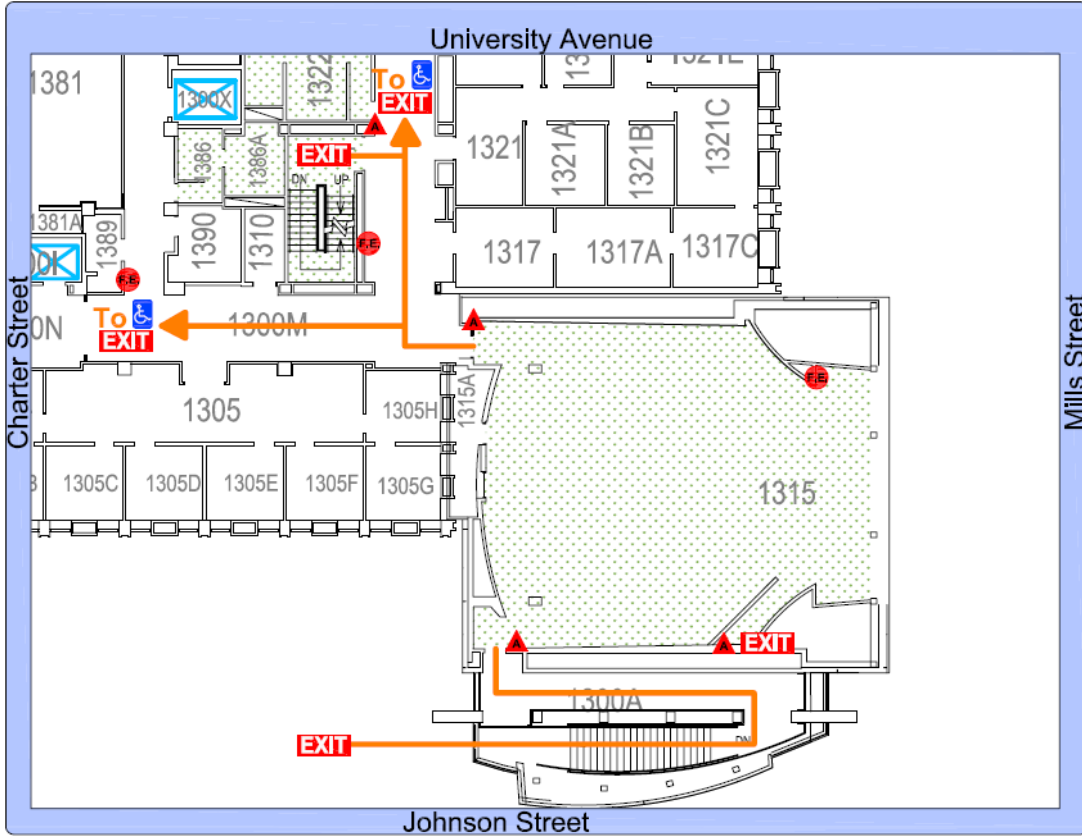 University Avenue
1381
1300X
1322
To
EXIT
1321E
A
1386
1386A
EXIT
DN
UP
1321
1321A
1321B
1321C
1381A
1389
1390
1310
F.E.
1317
1317A
1317C
F.E.
To
EXIT
1300M
A
Charter Street
Mills Street
F.E.
1305
1315A
1305H
1305C
1305D
1305E
1305F
1305G
1315
A
A
EXIT
1300A
EXIT
DN
Johnson Street